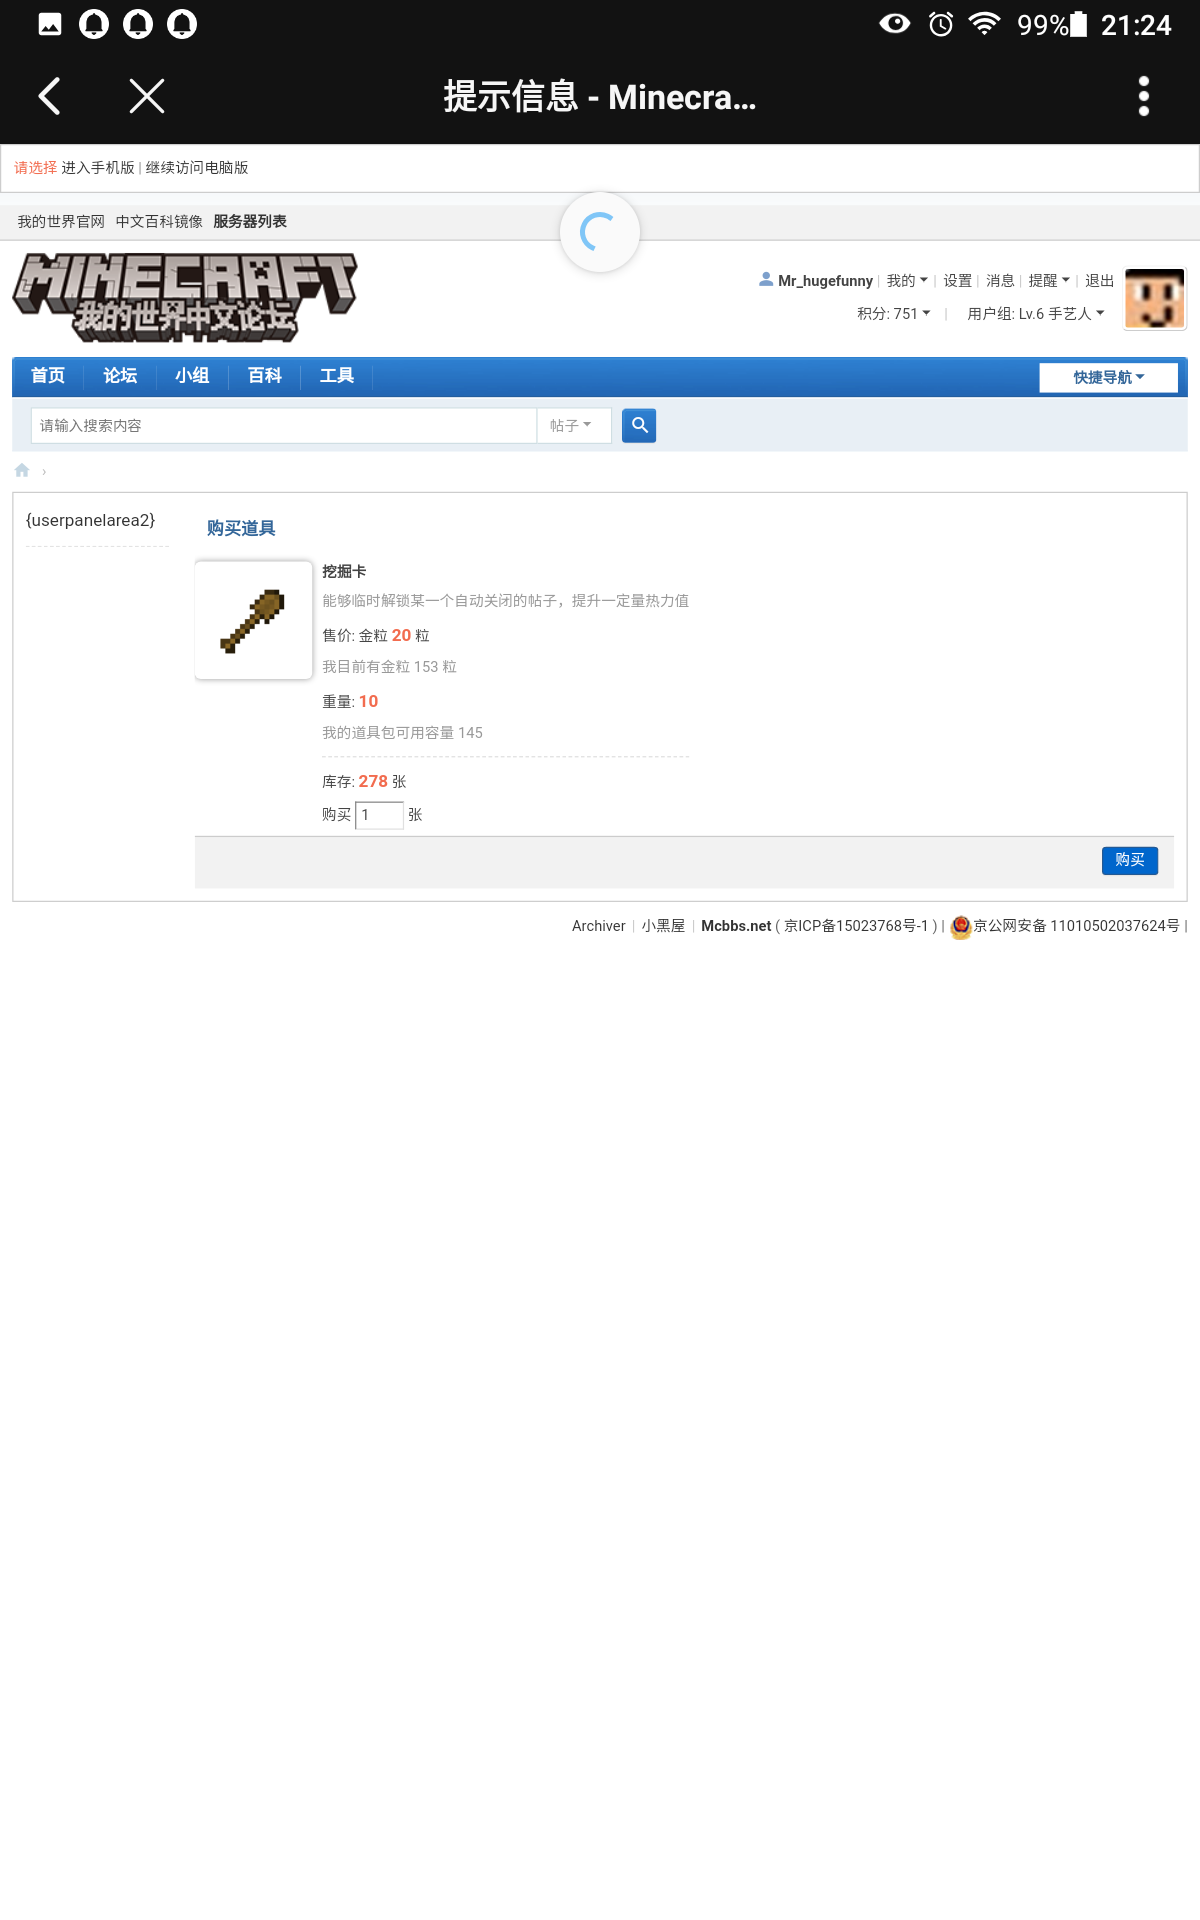 99% 21:24
提示信息 - Minecra...
请选择 进入手机版 | 继续访问电脑版
我的世界官网 中文百科镜像 服务器列表
MINECRAFT
我的世界中文论坛
Mr_hugefunny | 我的 | 设置 | 消息 | 提醒 | 退出
积分: 751 | 用户组: Lv.6 手艺人
首页 论坛 小组 百科 工具 快捷导航
请输入搜索内容 帖子
›
{userpanelarea2}
购买道具
挖掘卡
能够临时解锁某一个自动关闭的帖子，提升一定量热力值
售价: 金粒 20 粒
我目前有金粒 153 粒
重量: 10
我的道具包可用容量 145
库存: 278 张
购买 1 张
购买
Archiver | 小黑屋 | Mcbbs.net ( 京ICP备15023768号-1 ) | 京公网安备 11010502037624号 |